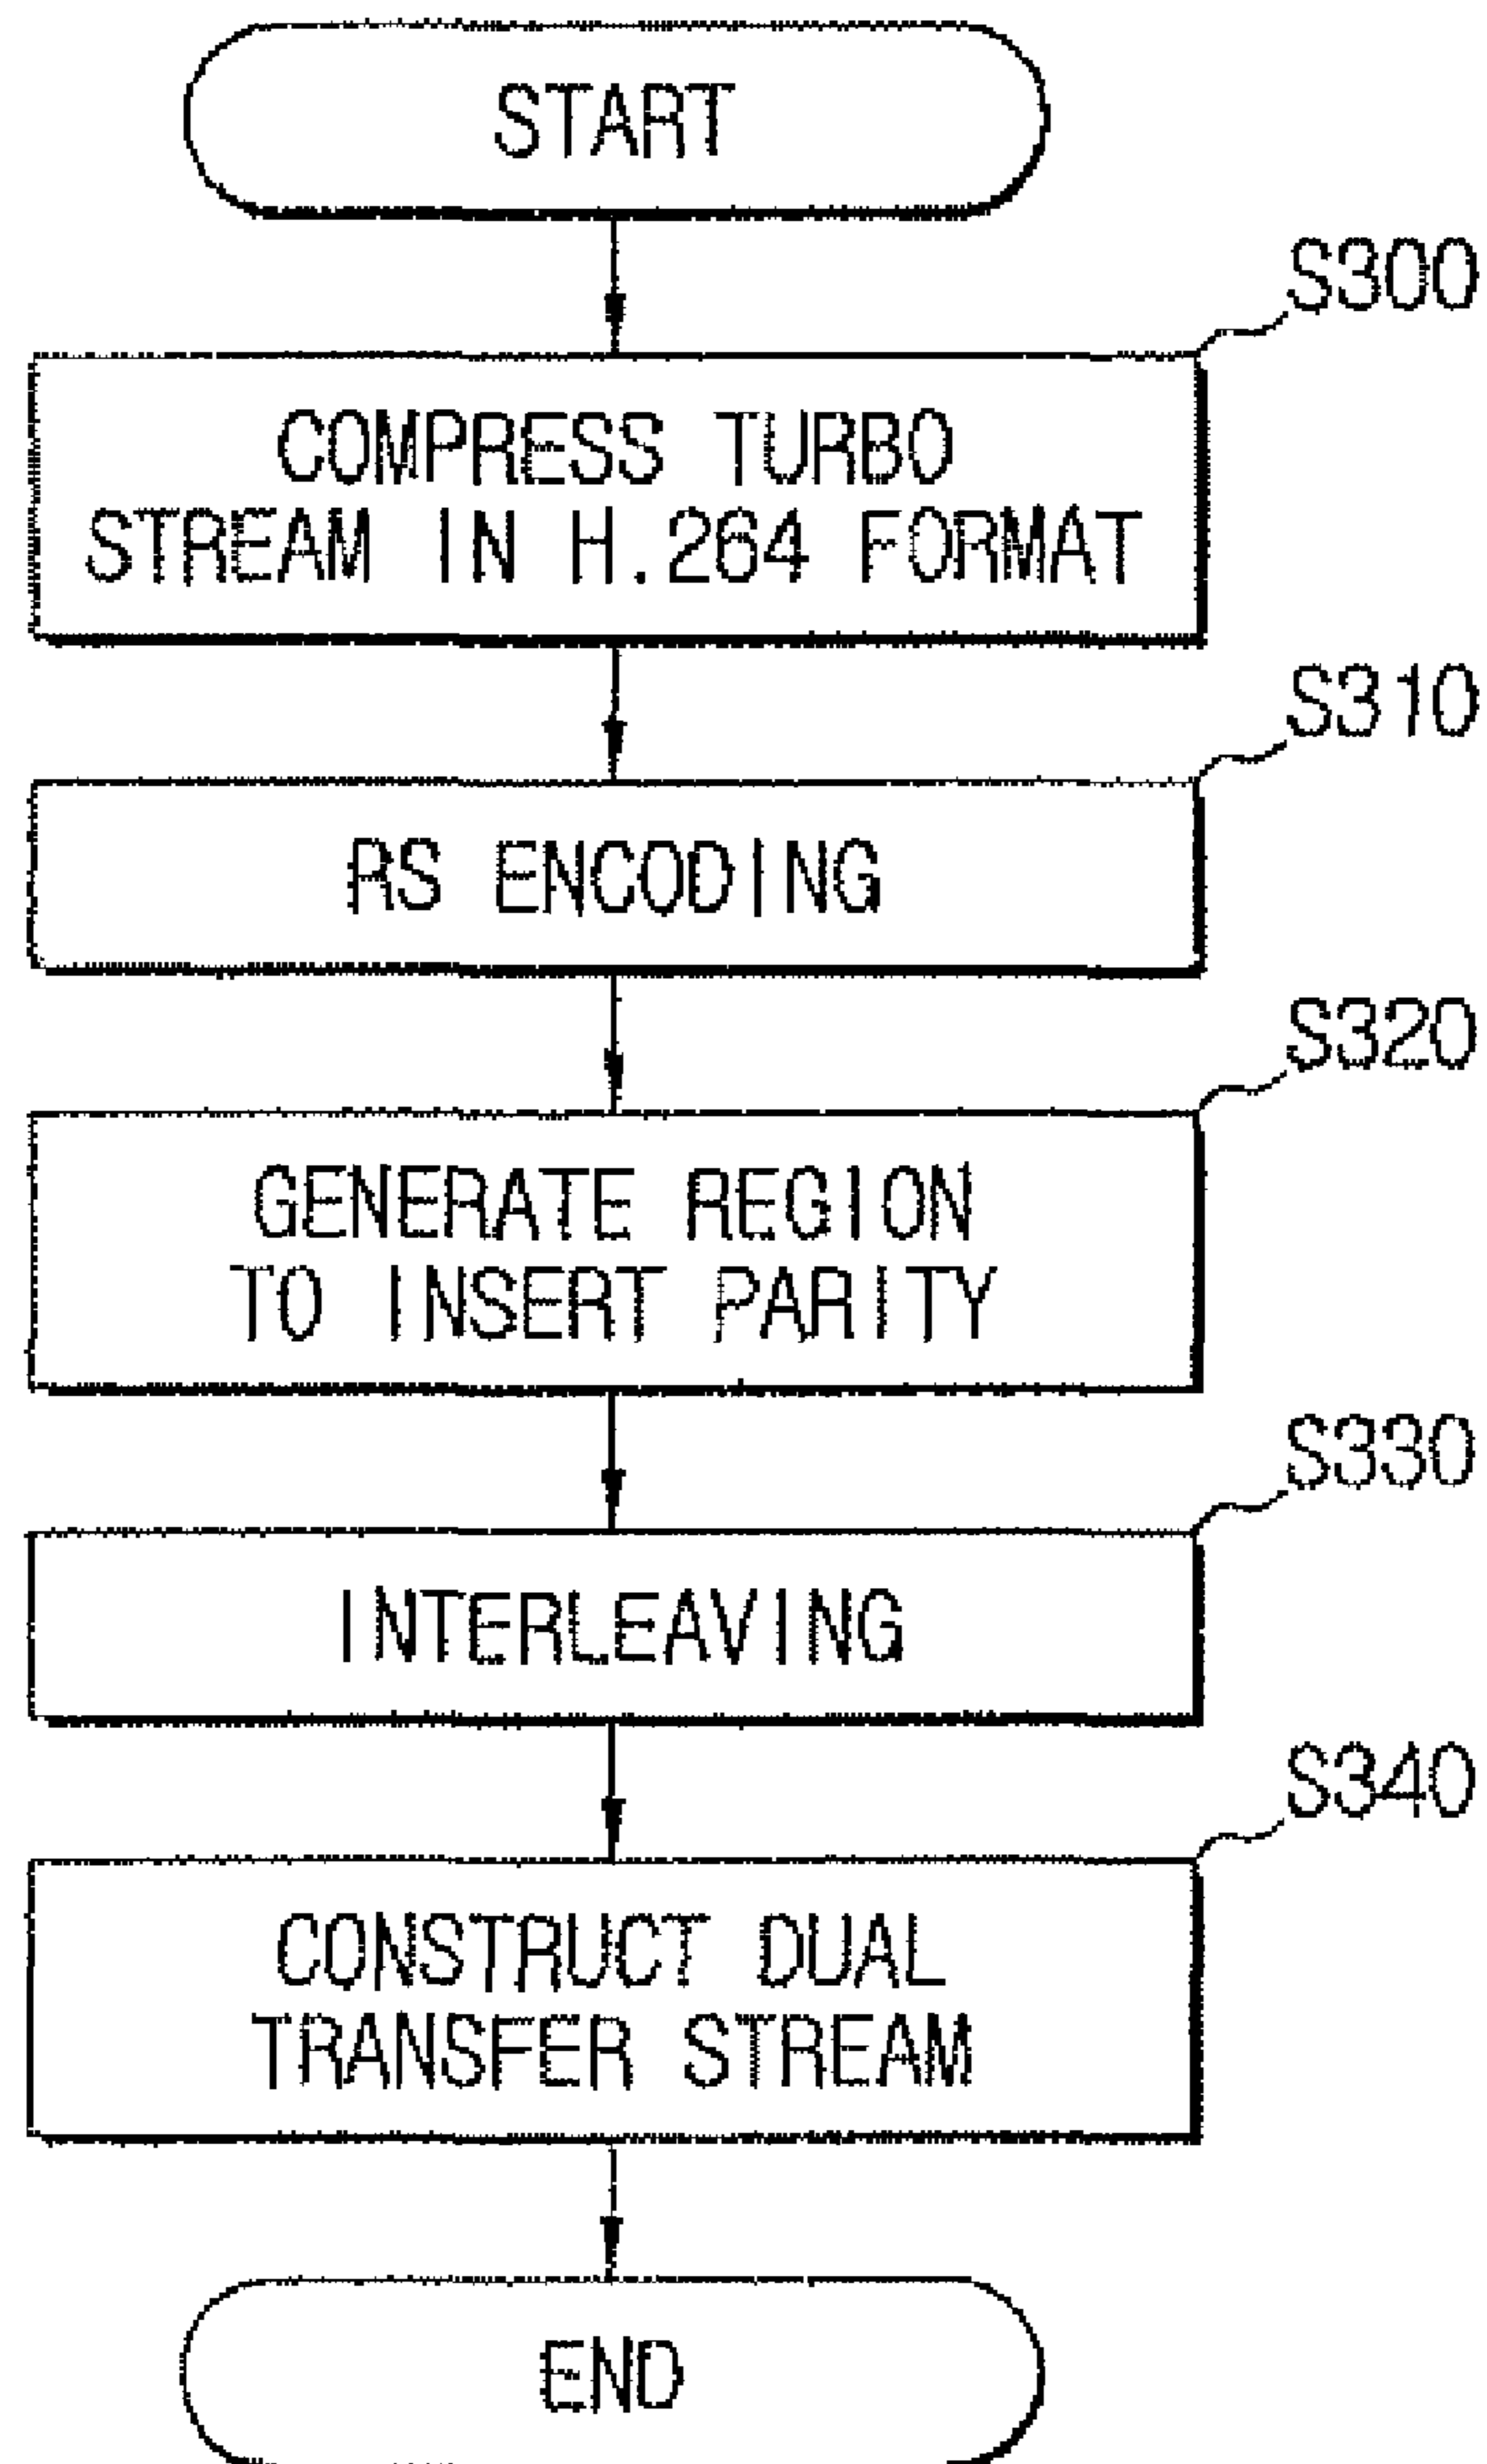 START
S300
COMPRESS TURBO
STREAM IN H.264 FORMAT
S310
RS ENCODING
S320
GENERATE REGION
TO INSERT PARITY
S330
INTERLEAVING
S340
CONSTRUCT DUAL
TRANSFER STREAM
END